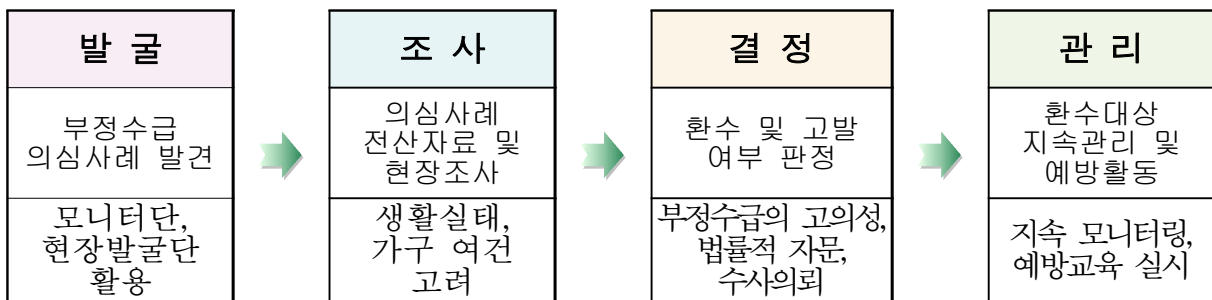 발 굴
부정수급
의심사례 발견
모니터단,
현장발굴단
활용
조 사
의심사례
전산자료 및
현장조사
생활실태,
가구 여건
고려
결 정
환수 및 고발
여부 판정
부정수급의 고의성,
법률적 자문,
수사의뢰
관 리
환수대상
지속관리 및
예방활동
지속 모니터링,
예방교육 실시